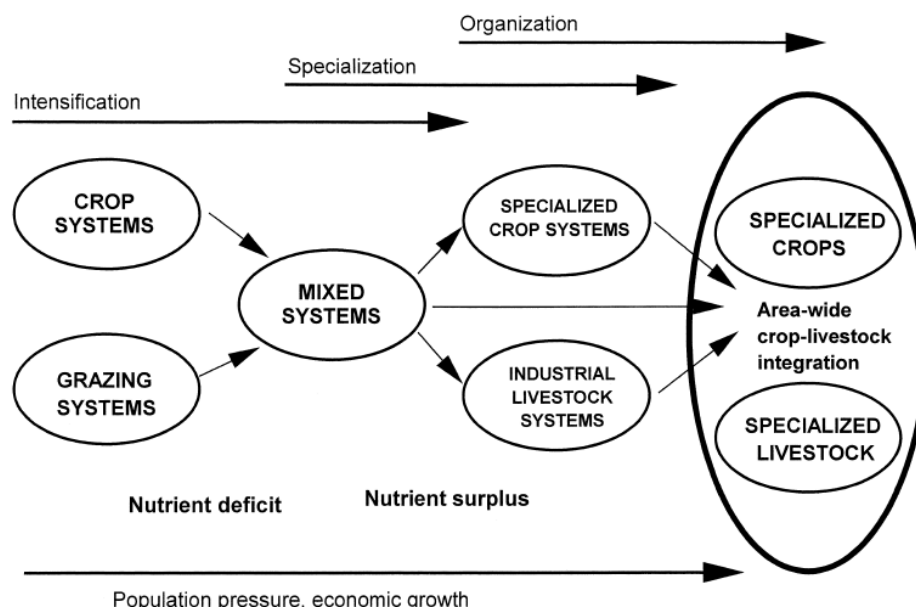 Organization
Specialization
Intensification
CROP
SYSTEMS
SPECIALIZED
CROP SYSTEMS
SPECIALIZED
CROPS
MIXED
SYSTEMS
Area-wide
crop-livestock
integration
GRAZING
SYSTEMS
INDUSTRIAL
LIVESTOCK
SYSTEMS
SPECIALIZED
LIVESTOCK
Nutrient deficit
Nutrient surplus
Population pressure, economic growth